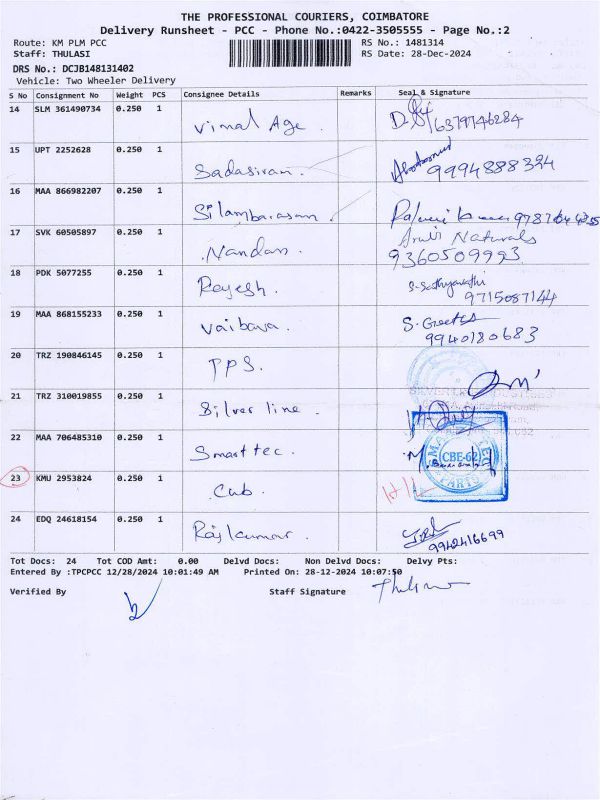 THE PROFESSIONAL COURIERS, COIMBATORE
Delivery Runsheet - PCC - Phone No.:0422-3505555 - Page No.:2
Route: KM PLM PCC RS No.: 1481314
Staff: THULASI RS Date: 28-Dec-2024
DRS No.: DCJB148131402
Vehicle: Two Wheeler Delivery
S No Consignment No Weight PCS Consignee Details Remarks Seal & Signature
14 SLM 361490734 0.250 1 Vimal Age. 6379746284
15 UPT 2252628 0.250 1 Sadasivan. 9994888394
16 MAA 866982207 0.250 1 Silambarasan
17 SVK 60505897 0.250 1 Nandan. Naturals
9360509993
18 PDK 5077255 0.250 1 Rajesh. S. Sathyavathi
9715087144
19 MAA 868155233 0.250 1 Vaibava. S. Geetha
9940180683
20 TRZ 190846145 0.250 1 PPS.
21 TRZ 310019855 0.250 1 Silver line.
22 MAA 706485310 0.250 1 Smart tec. CBE-62
PARTS
23 KMU 2953824 0.250 1 Cub.
24 EDQ 24618154 0.250 1 Rajkumar. 9942416699
Tot Docs: 24 Tot COD Amt: 0.00 Delvd Docs: Non Delvd Docs: Delvy Pts:
Entered By :TPCPCC 12/28/2024 10:01:49 AM Printed On: 28-12-2024 10:07:50
Verified By Staff Signature